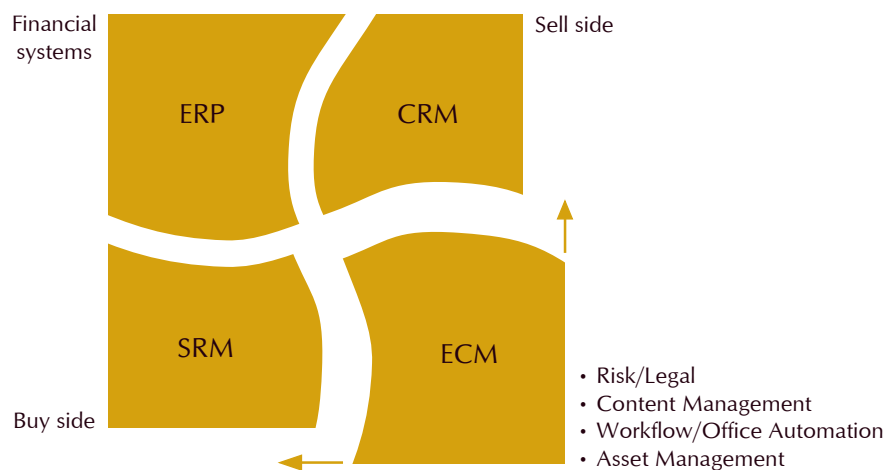 Financial
systems
Sell side
ERP
CRM
SRM
ECM
Buy side
• Risk/Legal
• Content Management
• Workflow/Office Automation
• Asset Management